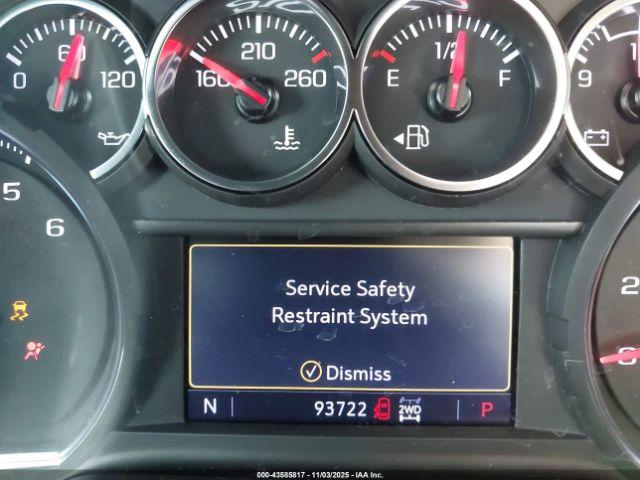 60
0
120
210
160
260
1/2
E
F
9
5
6
Service Safety
Restraint System
Dismiss
N
93722
2WD
P
2
000-43585817 - 11/03/2025 - IAA Inc.